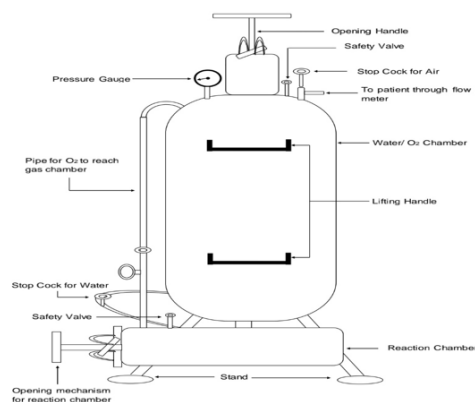 Opening Handle
Safety Valve
Pressure Gauge
Stop Cock for Air
To patient through flow
meter
Water/ O₂ Chamber
Pipe for O₂ to reach
gas chamber
Lifting Handle
Stop Cock for Water
Safety Valve
Reaction Chamber
Stand
Opening mechanism
for reaction chamber